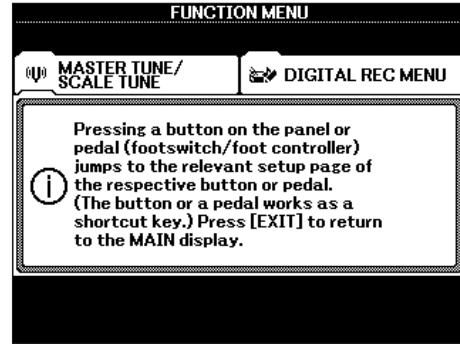 FUNCTION MENU
MASTER TUNE/
SCALE TUNE
DIGITAL REC MENU
Pressing a button on the panel or
pedal (footswitch/foot controller)
jumps to the relevant setup page of
the respective button or pedal.
(The button or a pedal works as a
shortcut key.) Press [EXIT] to return
to the MAIN display.